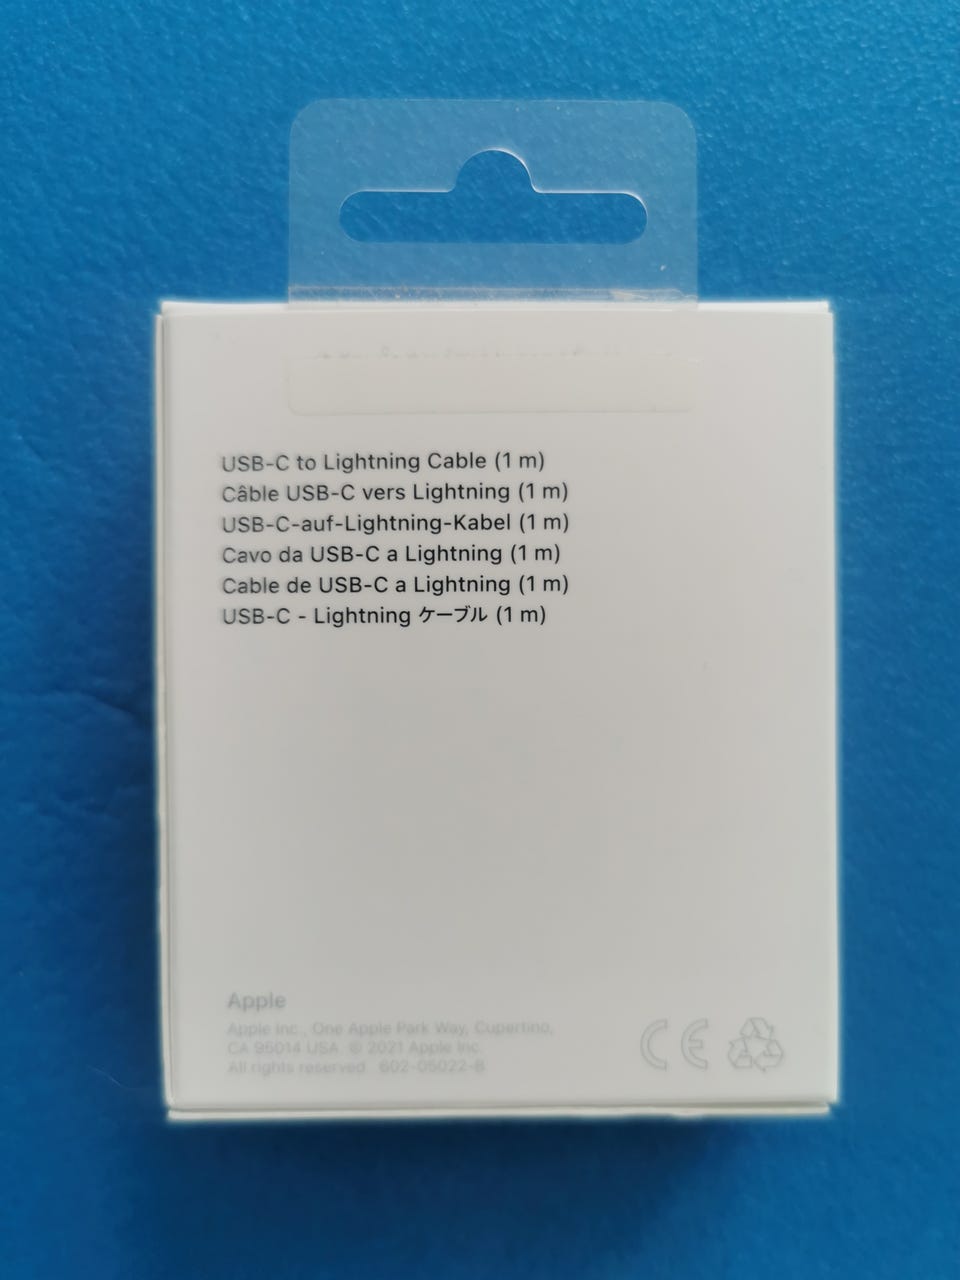 USB-C to Lightning Cable (1 m)
Câble USB-C vers Lightning (1 m)
USB-C-auf-Lightning-Kabel (1 m)
Cavo da USB-C a Lightning (1 m)
Cable de USB-C a Lightning (1 m)
USB-C - Lightning ケーブル (1 m)
Apple
Apple Inc., One Apple Park Way, Cupertino,
CA 95014 USA © 2021 Apple Inc.
All rights reserved 602-05022-B
CE